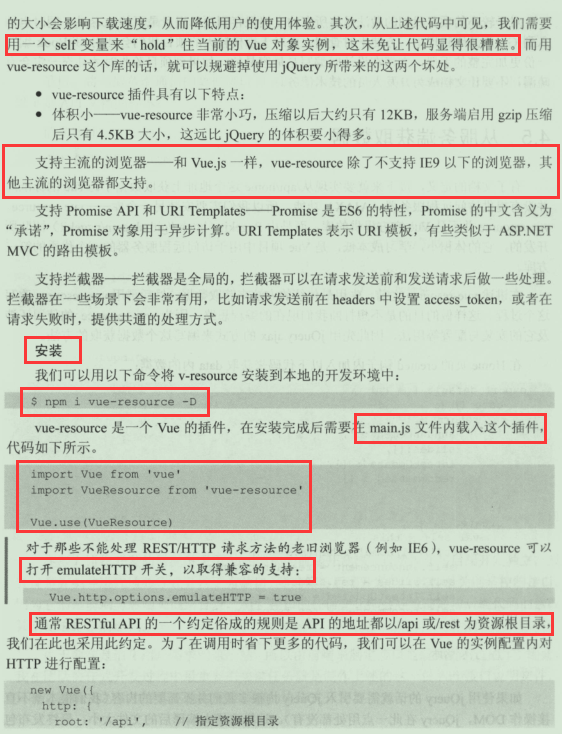 的大小会影响下载速度，从而降低用户的使用体验。其次，从上述代码中可见，我们需要
用一个 self 变量来“hold”住当前的 Vue 对象实例，这未免让代码显得很糟糕。而用
vue-resource 这个库的话，就可以规避掉使用 jQuery 所带来的这两个坏处。
● vue-resource 插件具有以下特点：
● 体积小——vue-resource 非常小巧，压缩以后大约只有 12KB，服务端启用 gzip 压缩
后只有 4.5KB 大小，这远比 jQuery 的体积要小得多。
支持主流的浏览器——和 Vue.js 一样，vue-resource 除了不支持 IE9 以下的浏览器，其
他主流的浏览器都支持。
支持 Promise API 和 URI Templates——Promise 是 ES6 的特性，Promise 的中文含义为
“承诺”，Promise 对象用于异步计算。URI Templates 表示 URI 模板，有些类似于 ASP.NET
MVC 的路由模板。
支持拦截器——拦截器是全局的，拦截器可以在请求发送前和发送请求后做一些处理。
拦截器在一些场景下会非常有用，比如请求发送前在 headers 中设置 access_token，或者在
请求失败时，提供共通的处理方式。
安装
我们可以用以下命令将 v-resource 安装到本地的开发环境中：
$ npm i vue-resource -D
vue-resource 是一个 Vue 的插件，在安装完成后需要在 main.js 文件内载入这个插件，
代码如下所示。
import Vue from 'vue'
import VueResource from 'vue-resource'
Vue.use(VueResource)
对于那些不能处理 REST/HTTP 请求方法的老旧浏览器（例如 IE6），vue-resource 可以
打开 emulateHTTP 开关，以取得兼容的支持：
Vue.http.options.emulateHTTP = true
通常 RESTful API 的一个约定俗成的规则是 API 的地址都以/api 或/rest 为资源根目录，
我们在此也采用此约定。为了在调用时省下更多的代码，我们可以在 Vue 的实例配置内对
HTTP 进行配置：
new Vue({
http: {
root: '/api', // 指定资源根目录